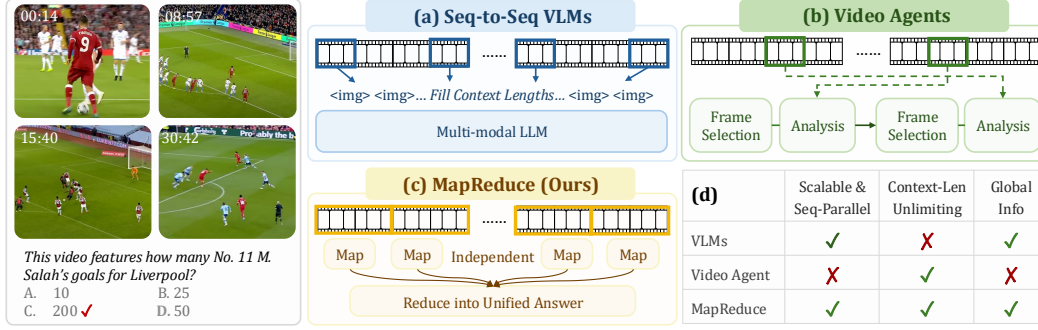 00:14
08:57
15:40
30:42
9
This video features how many No. 11 M.
Salah's goals for Liverpool?
A. 10
B. 25
C. 200 ✓
D. 50
(a) Seq-to-Seq VLMs
......
<img> <img>... Fill Context Lengths... <img> <img>
Multi-modal LLM
(b) Video Agents
......
Frame
Selection
Analysis
Frame
Selection
Analysis
(c) MapReduce (Ours)
......
Map
Map
Independent
Map
Map
Reduce into Unified Answer
(d)
Scalable &
Seq-Parallel
Context-Len
Unlimiting
Global
Info
VLMs ✓ ✗ ✓
Video Agent ✗ ✓ ✗
MapReduce ✓ ✓ ✓